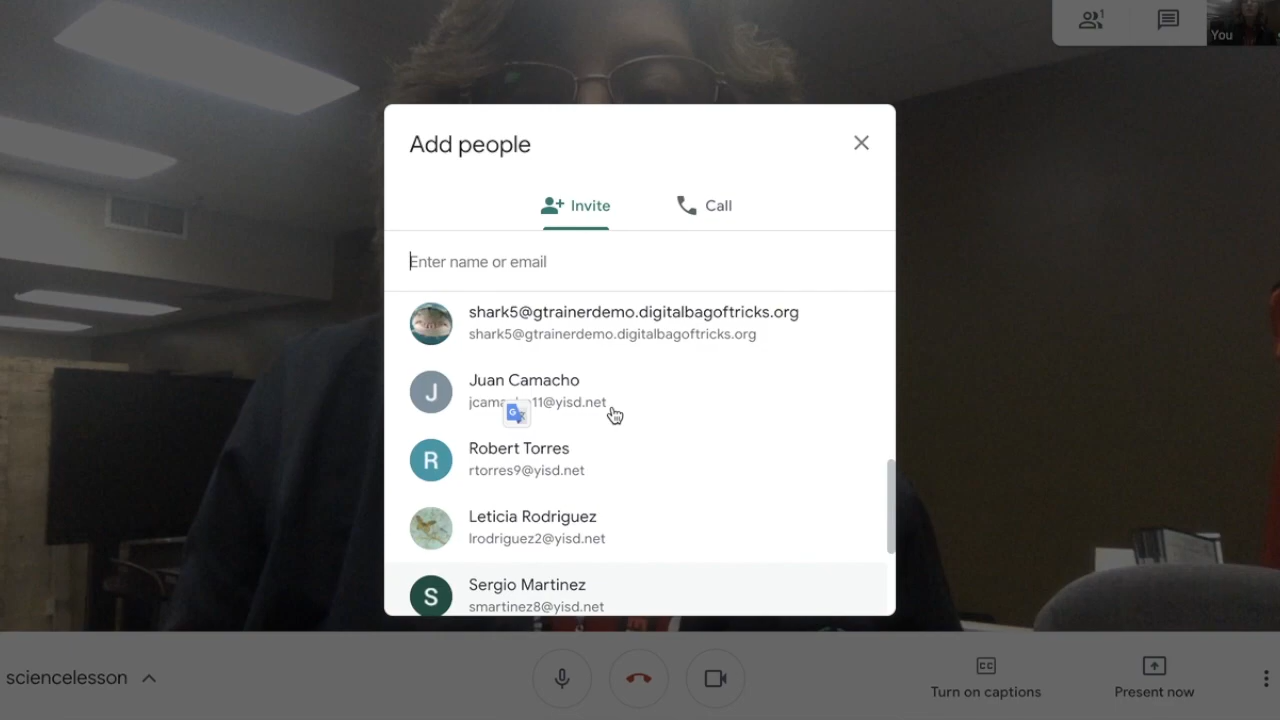 1
You
Add people
Invite
Call
Enter name or email
shark5@gtrainerdemo.digitalbagoftricks.org
shark5@gtrainerdemo.digitalbagoftricks.org
J
Juan Camacho
G
R
Robert Torres
rtorres9@yisd.net
Leticia Rodriguez
lrodriguez2@yisd.net
S
Sergio Martinez
smartinez8@yisd.net
sciencelesson
CC
Turn on captions
Present now